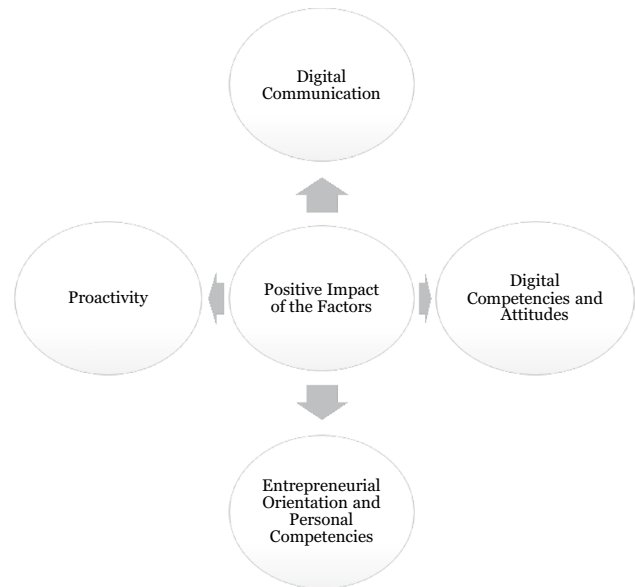 Digital
Communication
Proactivity
Positive Impact
of the Factors
Digital
Competencies and
Attitudes
Entrepreneurial
Orientation and
Personal
Competencies